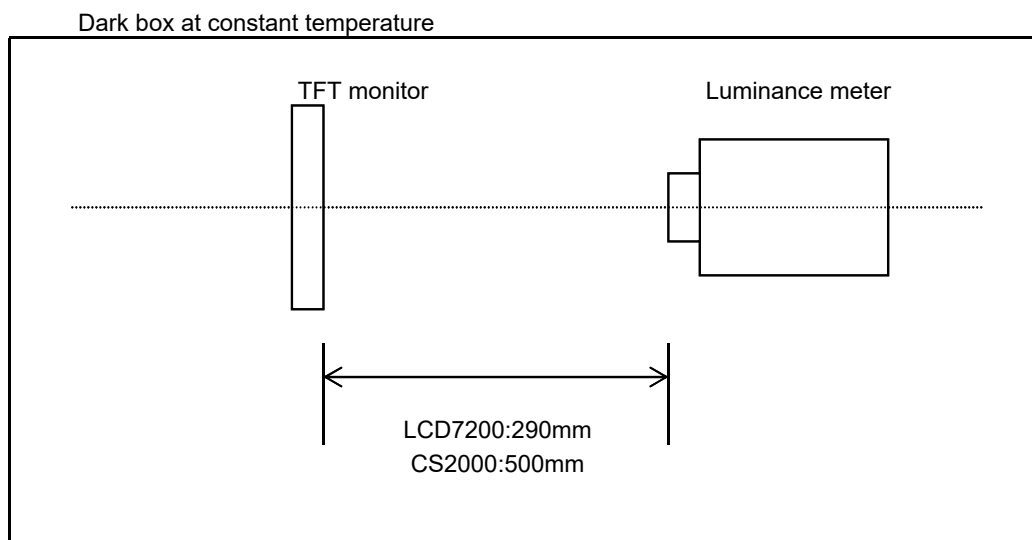 Dark box at constant temperature
TFT monitor
Luminance meter
LCD7200:290mm
CS2000:500mm